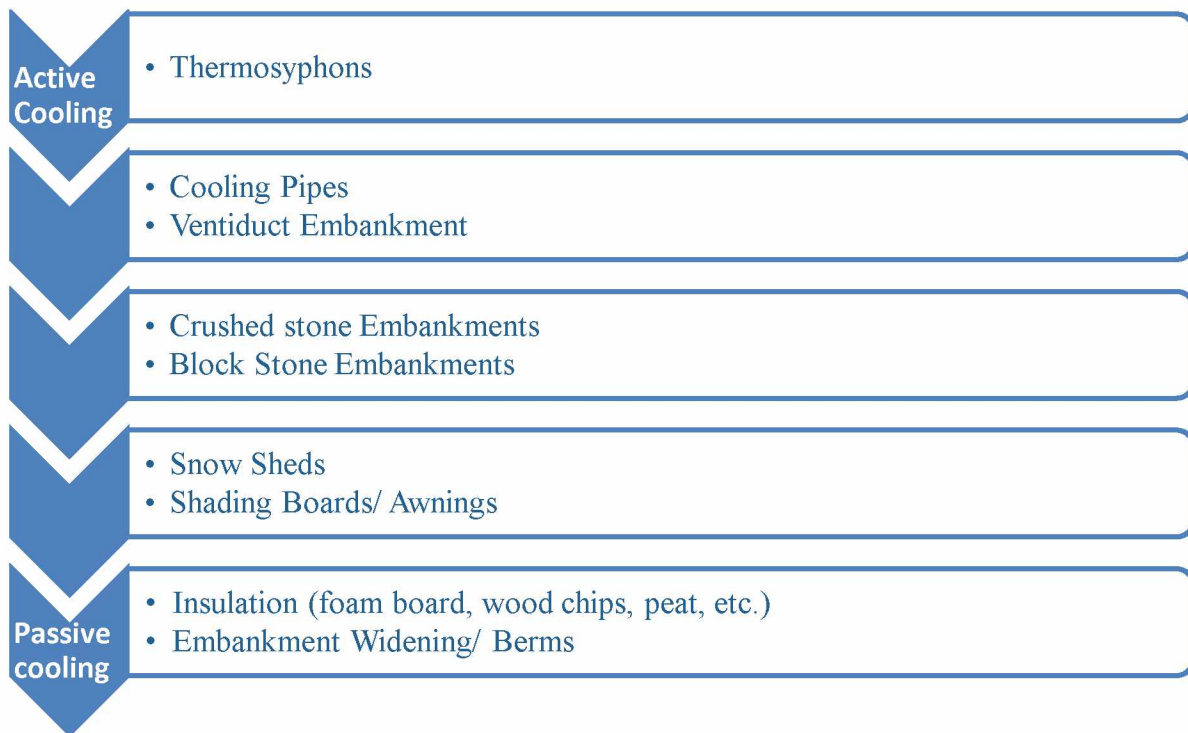 Active
Cooling
• Thermosyphons
• Cooling Pipes
• Ventiduct Embankment
• Crushed stone Embankments
• Block Stone Embankments
• Snow Sheds
• Shading Boards/ Awnings
Passive
cooling
• Insulation (foam board, wood chips, peat, etc.)
• Embankment Widening/ Berms